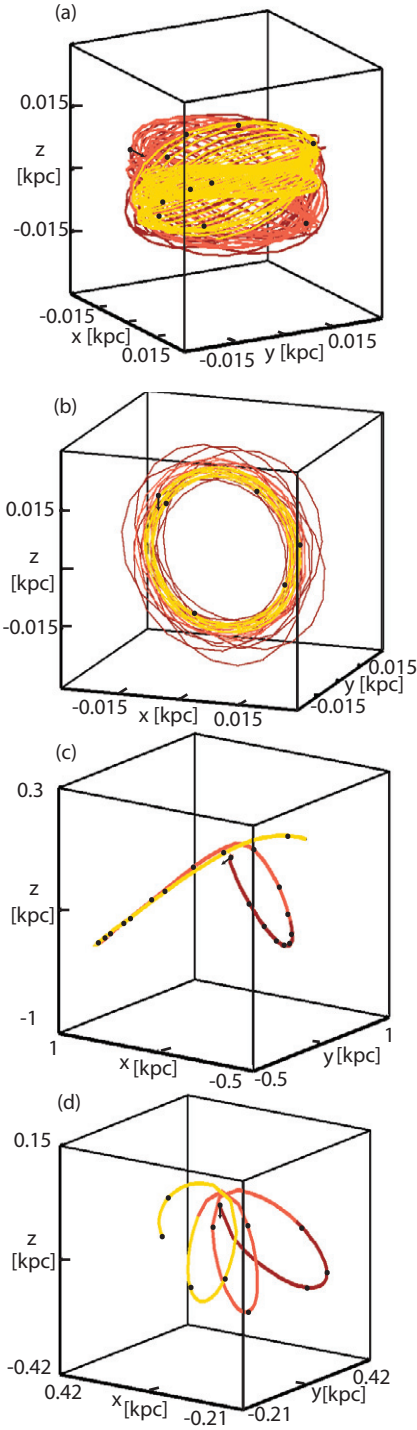 (a)
0.015
z
[kpc]
-0.015
-0.015
x [kpc]
0.015
-0.015
y [kpc]
0.015
(b)
0.015
z
[kpc]
-0.015
-0.015
x [kpc]
0.015
-0.015
y [kpc]
0.015
(c)
0.3
z
[kpc]
-1
1
x
[kpc]
-0.5
-0.5
y [kpc]
1
(d)
0.15
z
[kpc]
-0.42
0.42
x
[kpc]
-0.21
-0.21
y[kpc]
0.42